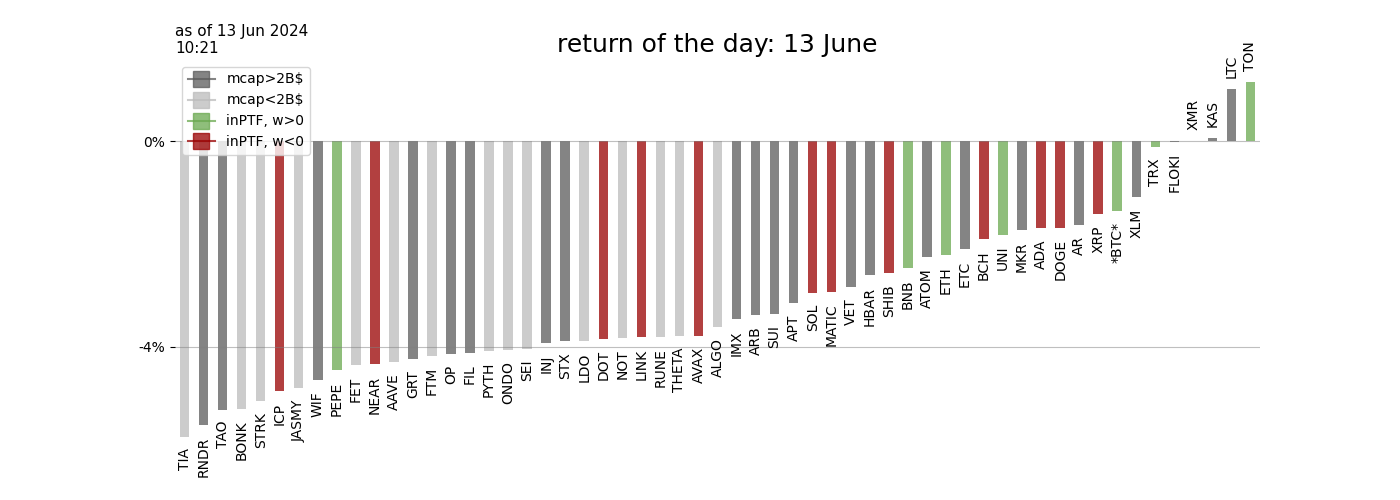 as of 13 Jun 2024
10:21
return of the day: 13 June
mcap>2B$
mcap<2B$
inPTF, w>0
inPTF, w<0
0%
-4%
TIA
RNDR
TAO
BONK
STRK
ICP
JASMY
WIF
PEPE
FET
NEAR
AAVE
GRT
FTM
OP
FIL
PYTH
ONDO
SEI
INJ
STX
LDO
DOT
NOT
LINK
RUNE
THETA
AVAX
ALGO
IMX
ARB
SUI
APT
SOL
MATIC
VET
HBAR
SHIB
BNB
ATOM
ETH
ETC
BCH
UNI
MKR
ADA
DOGE
AR
XRP
*BTC*
XLM
TRX
FLOKI
XMR
KAS
LTC
TON